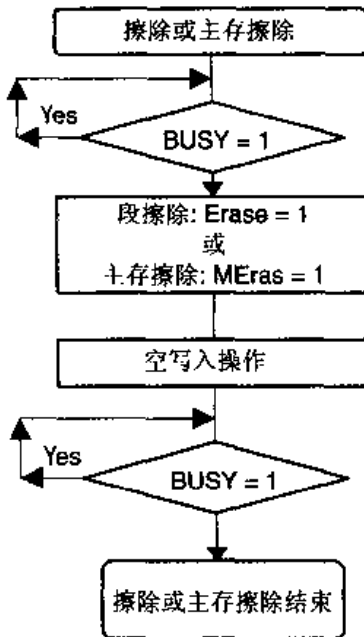 擦除或主存擦除
Yes
BUSY = 1
段擦除: Erase = 1
或
主存擦除: MEras = 1
空写入操作
Yes
BUSY = 1
擦除或主存擦除结束